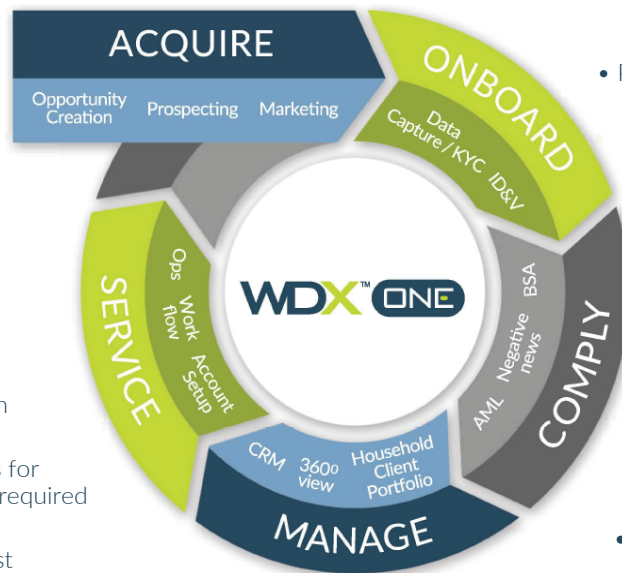 ACQUIRE
Opportunity
Creation
Prospecting
Marketing
ONBOARD
Data
Capture / KYC
ID&V
COMPLY
BSA
Negative
news
AML
MANAGE
Household
Client
Portfolio
360º
view
CRM
SERVICE
Account
Setup
Work
flow
Ops
WDX™ ONE
for
required